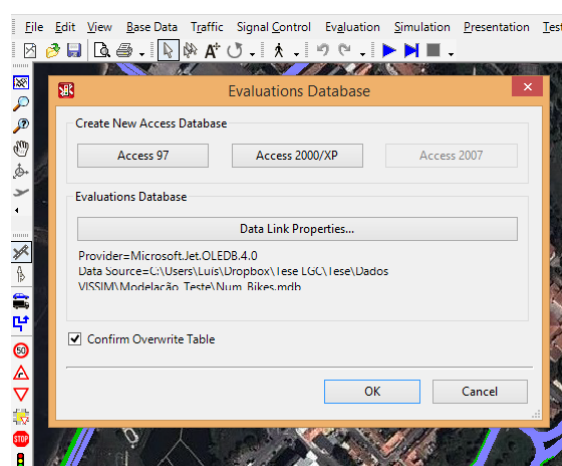 File Edit View Base Data Traffic Signal Control Evaluation Simulation Presentation Test
Evaluations Database
Create New Access Database
Access 97 Access 2000/XP Access 2007
Evaluations Database
Data Link Properties...
Provider=Microsoft.Jet.OLEDB.4.0
Data Source=C:\Users\Luís\Dropbox\Tese LGC\Tese\Dados
VISSIM\Modelação_Teste\Num_Bikes.mdb
Confirm Overwrite Table
OK Cancel
50
STOP